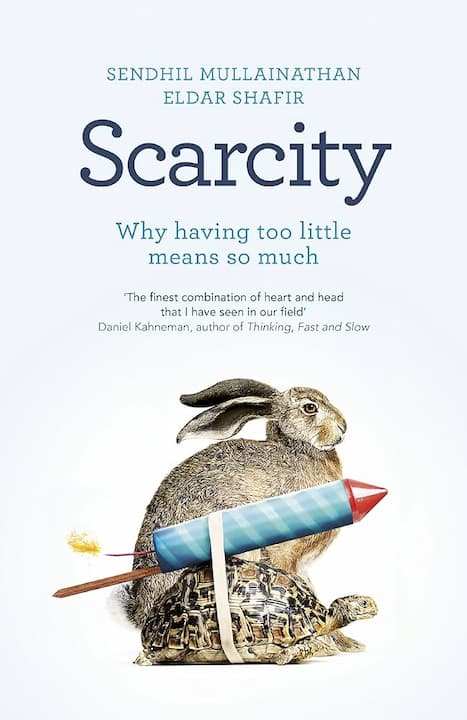 SENDHIL MULLAINATHAN
ELDAR SHAFIR
Scarcity
Why having too little
means so much
‘The finest combination of heart and head
that I have seen in our field’
Daniel Kahneman, author of Thinking, Fast and Slow